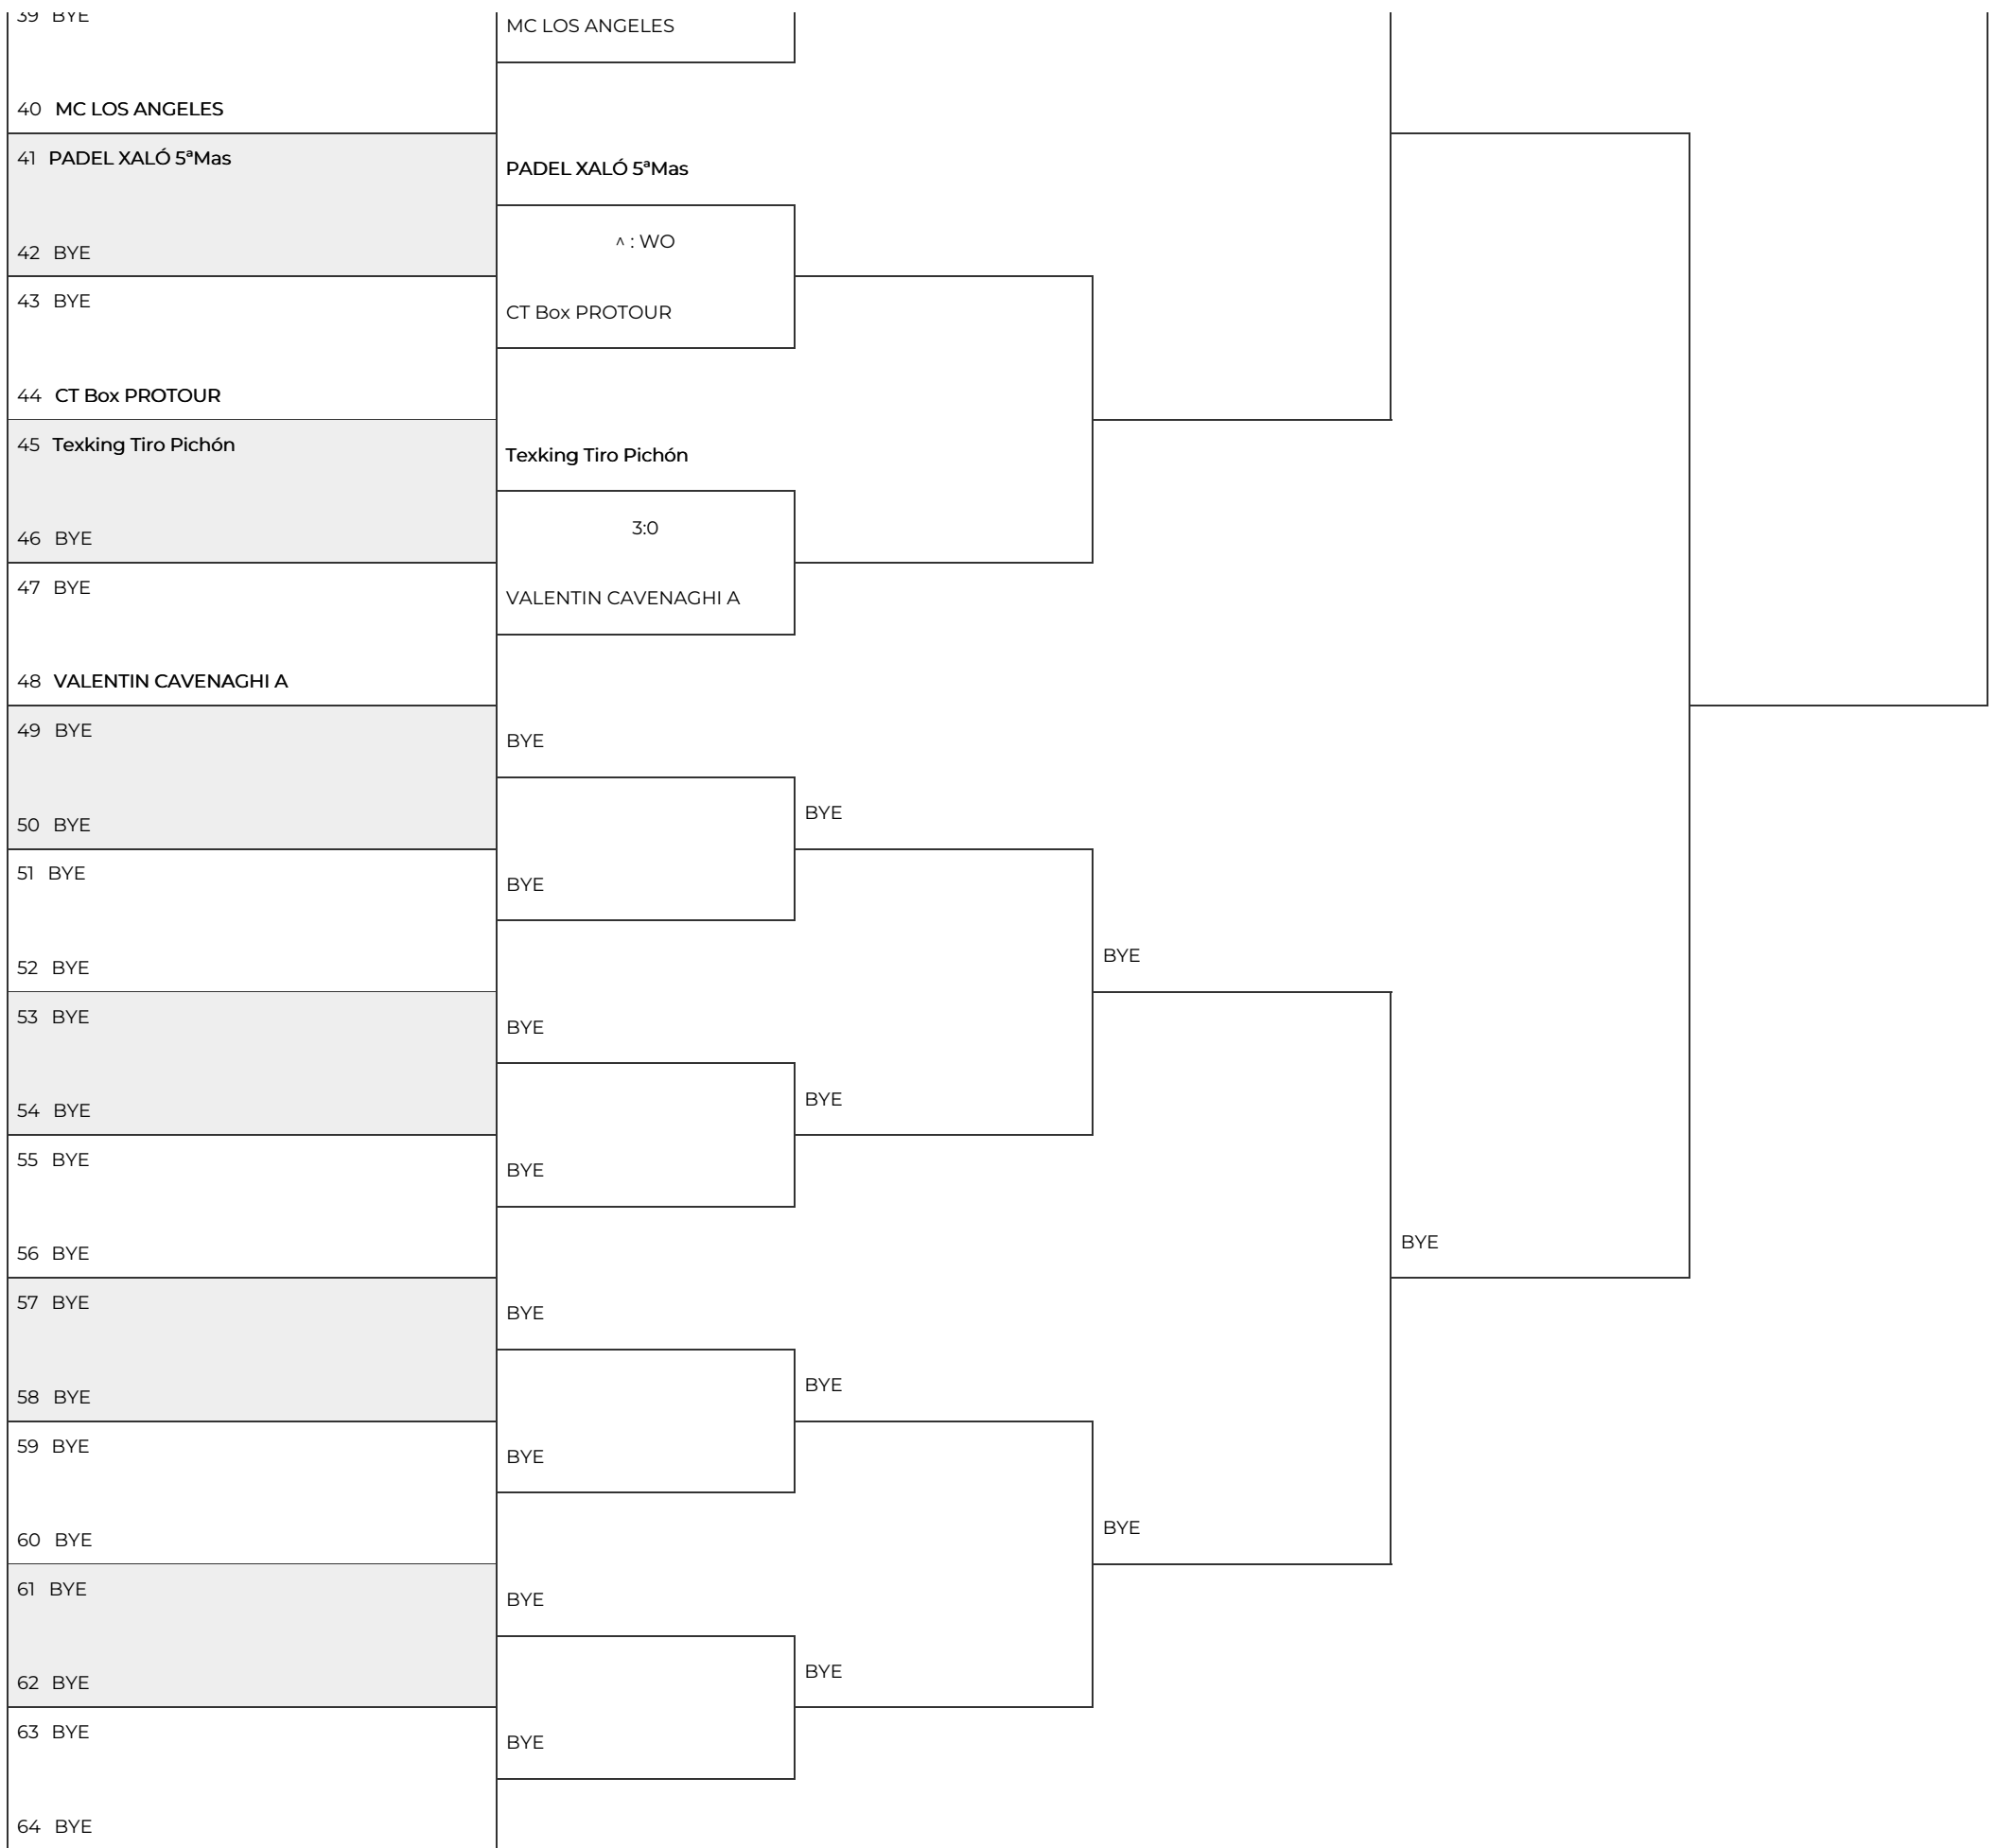 39 BYE
MC LOS ANGELES
40 MC LOS ANGELES
41 PADEL XALÓ 5ªMas
PADEL XALÓ 5ªMas
^ : WO
42 BYE
43 BYE
CT Box PROTOUR
44 CT Box PROTOUR
45 Texking Tiro Pichón
Texking Tiro Pichón
3:0
46 BYE
47 BYE
VALENTIN CAVENAGHI A
48 VALENTIN CAVENAGHI A
49 BYE
BYE
BYE
50 BYE
51 BYE
BYE
BYE
52 BYE
53 BYE
BYE
BYE
54 BYE
55 BYE
BYE
BYE
56 BYE
57 BYE
BYE
BYE
58 BYE
59 BYE
BYE
BYE
60 BYE
61 BYE
BYE
BYE
62 BYE
63 BYE
BYE
64 BYE